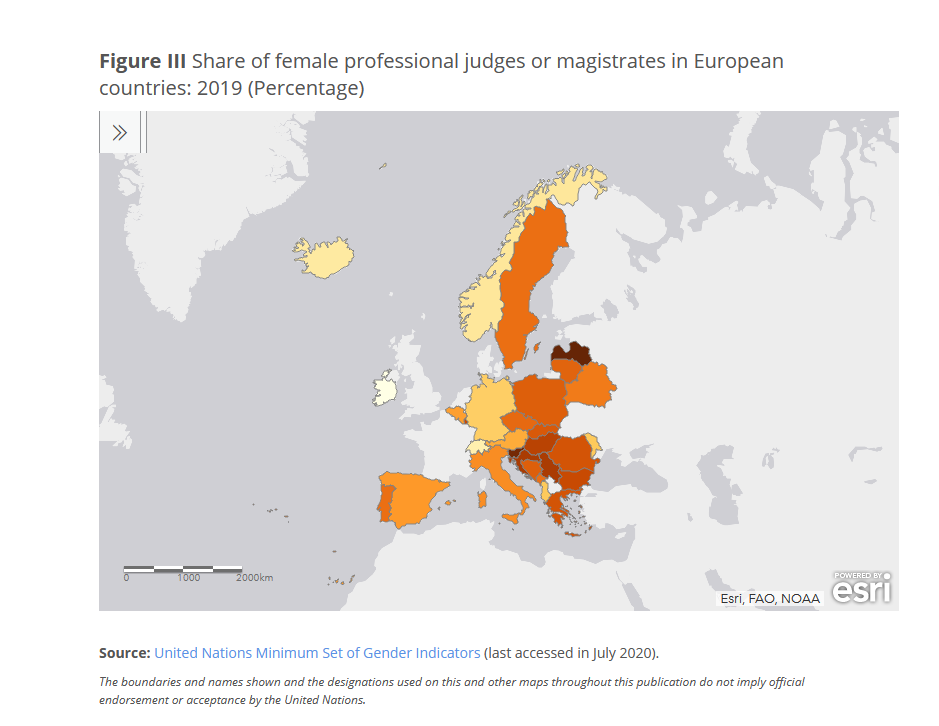 Figure III Share of female professional judges or magistrates in European
countries: 2019 (Percentage)
0 1000 2000km
Esri, FAO, NOAA
POWERED BY
esri
Source: United Nations Minimum Set of Gender Indicators (last accessed in July 2020).
The boundaries and names shown and the designations used on this and other maps throughout this publication do not imply official
endorsement or acceptance by the United Nations.